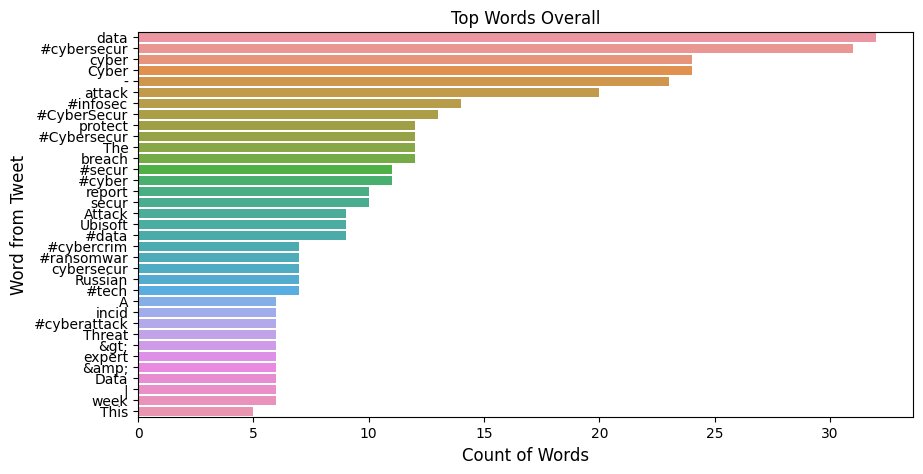 Top Words Overall
Word from Tweet
data
#cybersecur
cyber
Cyber
-
attack
#infosec
#CyberSecur
protect
#Cybersecur
The
breach
#secur
#cyber
report
secur
Attack
Ubisoft
#data
#cybercrim
#ransomwar
cybersecur
Russian
#tech
A
incid
#cyberattack
Threat
&gt;
expert
&amp;
Data
week
This
0 5 10 15 20 25 30
Count of Words